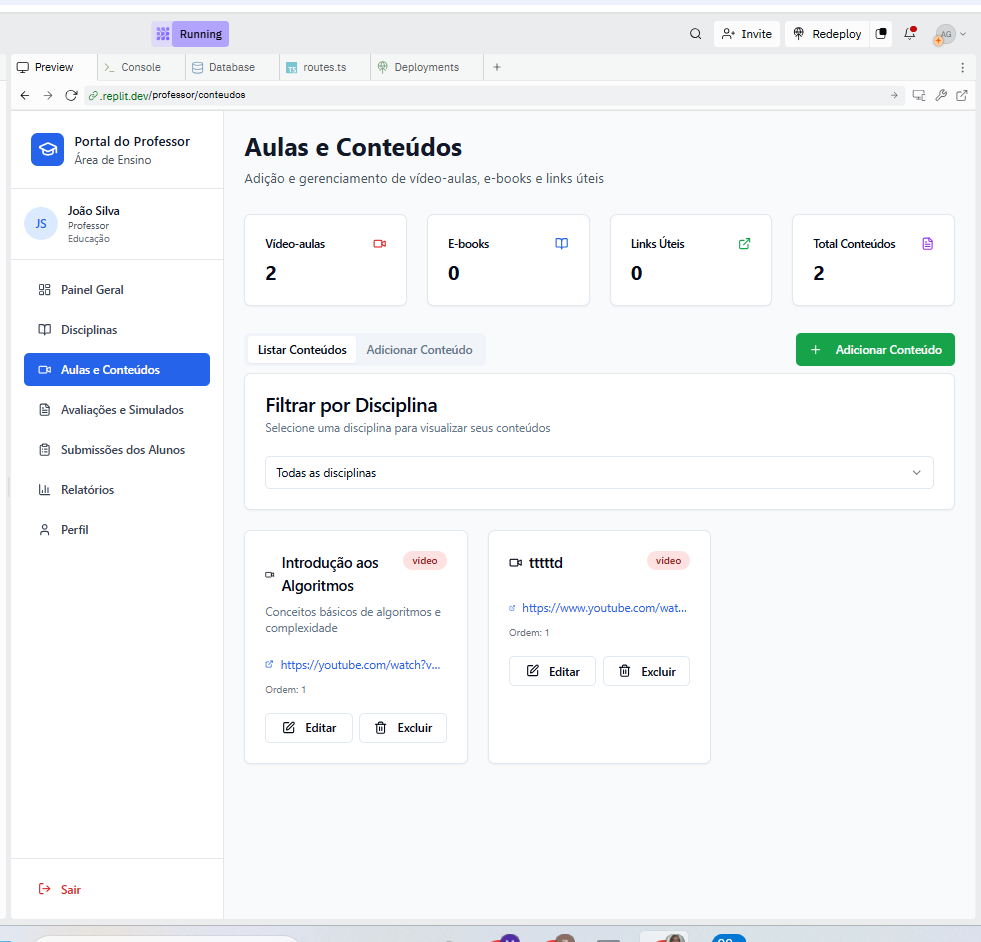 Running
Invite
Redeploy
AG
Preview
Console
Database
TS routes.ts
Deployments
.replit.dev/professor/conteudos
Portal do Professor
Área de Ensino
JS
João Silva
Professor
Educação
Painel Geral
Disciplinas
Aulas e Conteúdos
Avaliações e Simulados
Submissões dos Alunos
Relatórios
Perfil
Sair
Aulas e Conteúdos
Adição e gerenciamento de vídeo-aulas, e-books e links úteis
Vídeo-aulas
2
E-books
0
Links Úteis
0
Total Conteúdos
2
Listar Conteúdos
Adicionar Conteúdo
+ Adicionar Conteúdo
Filtrar por Disciplina
Selecione uma disciplina para visualizar seus conteúdos
Todas as disciplinas
Introdução aos
Algoritmos
video
Conceitos básicos de algoritmos e
complexidade
https://youtube.com/watch?v...
Ordem: 1
Editar
Excluir
tttttd
video
https://www.youtube.com/wat...
Ordem: 1
Editar
Excluir